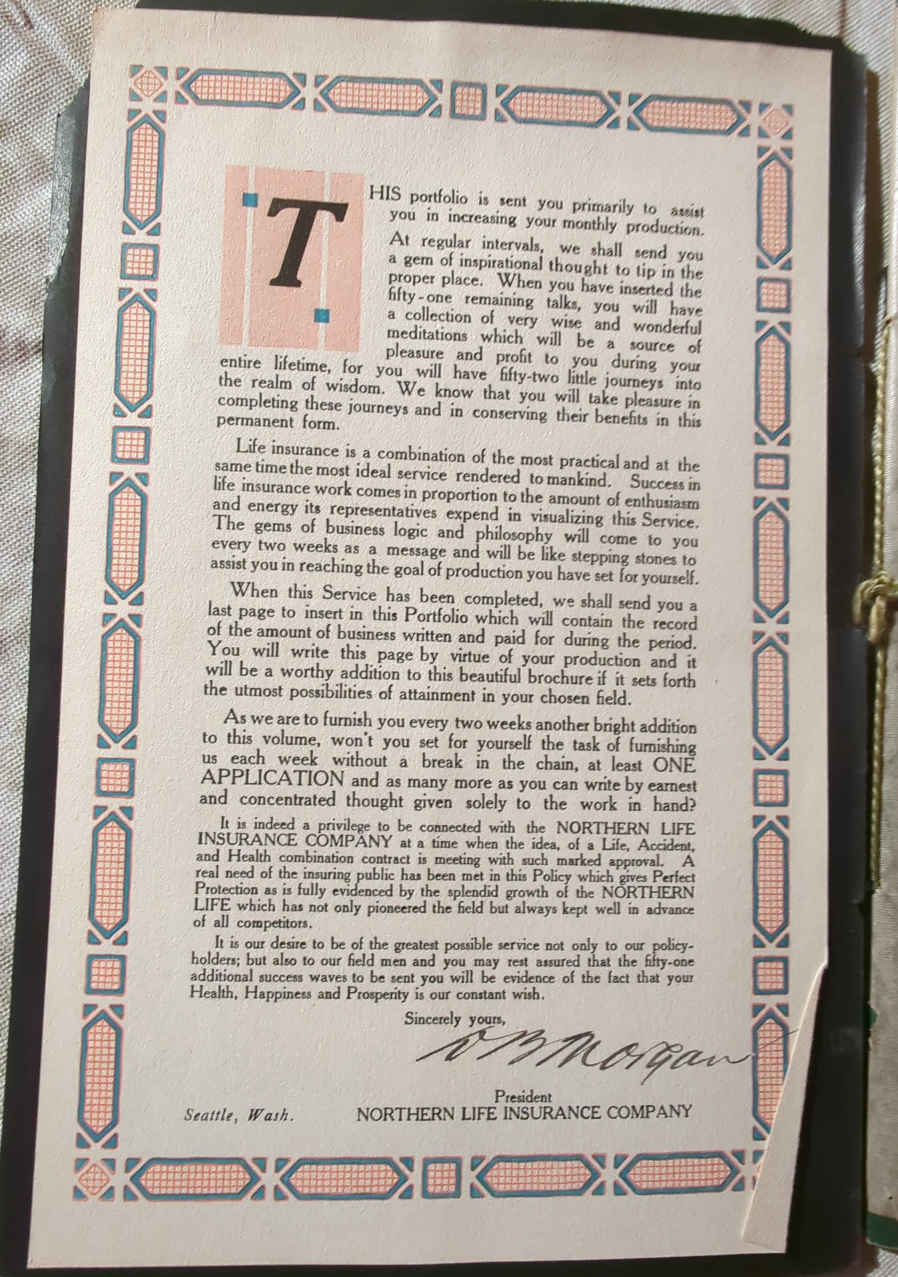 THIS portfolio is sent you primarily to assist
you in increasing your monthly production.
At regular intervals, we shall send you
a gem of inspirational thought to tip in the
proper place. When you have inserted the
fifty-one remaining talks, you will have
a collection of very wise and wonderful
meditations which will be a source of
pleasure and profit to you during your
entire lifetime, for you will have fifty-two little journeys into
the realm of wisdom. We know that you will take pleasure in
completing these journeys and in conserving their benefits in this
permanent form.
Life insurance is a combination of the most practical and at the
same time the most ideal service rendered to mankind. Success in
life insurance work comes in proportion to the amount of enthusiasm
and energy its representatives expend in visualizing this Service.
The gems of business logic and philosophy will come to you
every two weeks as a message and will be like stepping stones to
assist you in reaching the goal of production you have set for yourself.
When this Service has been completed, we shall send you a
last page to insert in this Portfolio which will contain the record
of the amount of business written and paid for during the period.
You will write this page by virtue of your production and it
will be a worthy addition to this beautiful brochure if it sets forth
the utmost possibilities of attainment in your chosen field.
As we are to furnish you every two weeks another bright addition
to this volume, won't you set for yourself the task of furnishing
us each week without a break in the chain, at least ONE
APPLICATION and as many more as you can write by earnest
and concentrated thought given solely to the work in hand?
It is indeed a privilege to be connected with the NORTHERN LIFE
INSURANCE COMPANY at a time when the idea, of a Life, Accident,
and Health combination contract is meeting with such marked approval. A
real need of the insuring public has been met in this Policy which gives Perfect
Protection as is fully evidenced by the splendid growth of the NORTHERN
LIFE which has not only pioneered the field but always kept well in advance
of all competitors.
It is our desire to be of the greatest possible service not only to our policy-
holders; but also to our field men and you may rest assured that the fifty-one
additional success waves to be sent you will be evidence of the fact that your
Health, Happiness and Prosperity is our constant wish.
Sincerely yours,
D B Morgan
President
Seattle, Wash. NORTHERN LIFE INSURANCE COMPANY